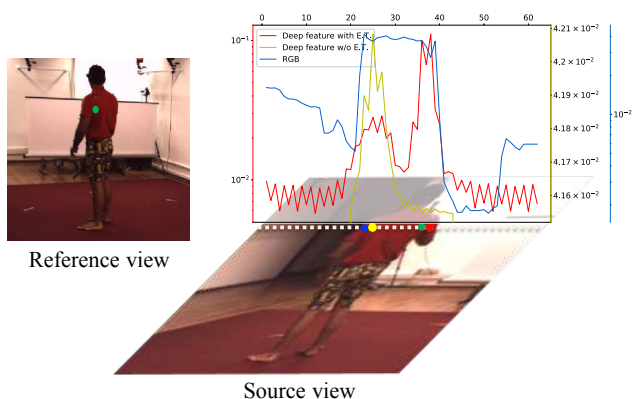 0 10 20 30 40 50 60
Deep feature with E.T.
Deep feature w/o E.T.
RGB
10⁻¹
10⁻²
4.21 × 10⁻²
4.2 × 10⁻²
4.19 × 10⁻²
4.18 × 10⁻²
4.17 × 10⁻²
4.16 × 10⁻²
10⁻²
Reference view
Source view